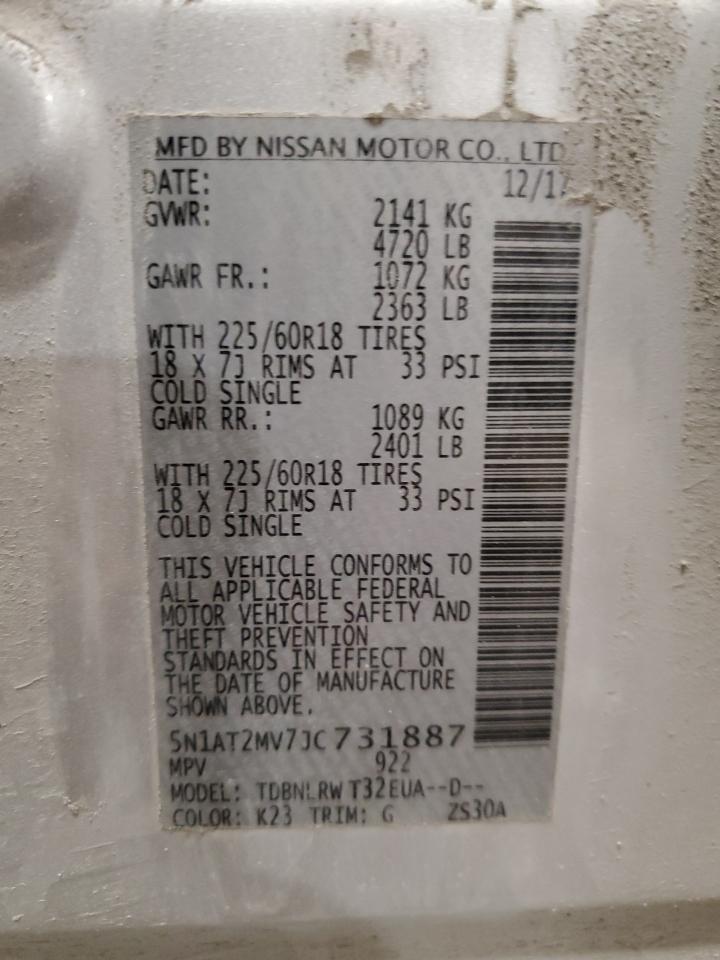 MFD BY NISSAN MOTOR CO., LTD
DATE: 12/17
GVWR: 2141 KG
4720 LB
GAWR FR.: 1072 KG
2363 LB
WITH 225/60R18 TIRES
18 X 7J RIMS AT 33 PSI
COLD SINGLE
GAWR RR.: 1089 KG
2401 LB
WITH 225/60R18 TIRES
18 X 7J RIMS AT 33 PSI
COLD SINGLE
THIS VEHICLE CONFORMS TO
ALL APPLICABLE FEDERAL
MOTOR VEHICLE SAFETY AND
THEFT PREVENTION
STANDARDS IN EFFECT ON
THE DATE OF MANUFACTURE
SHOWN ABOVE.
5N1AT2MV7JC731887
MPV 922
MODEL: TDBNLRW T32EUA--D--
COLOR: K23 TRIM: G ZS30A